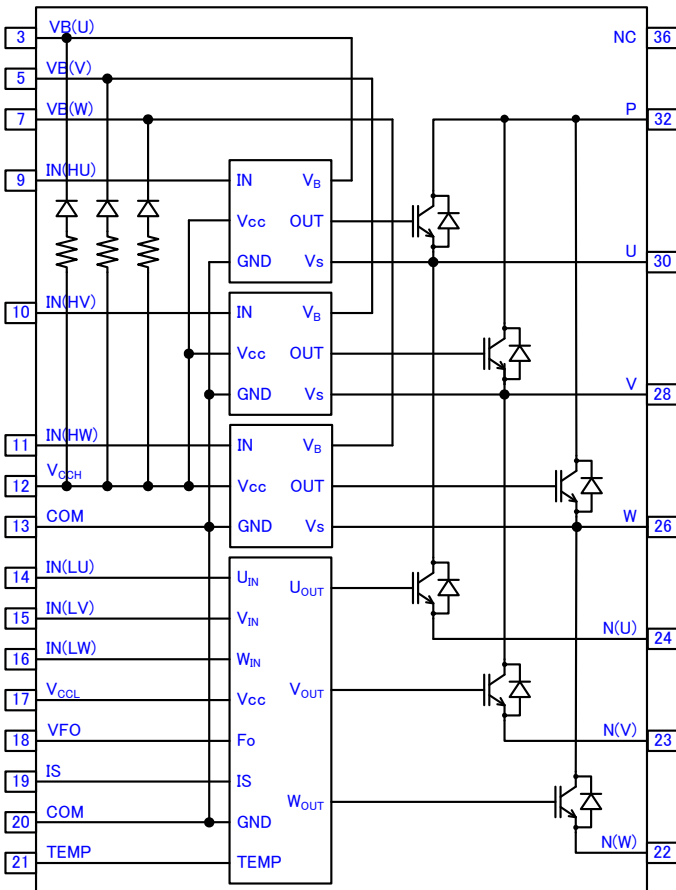 3 VB(U)
5 VB(V)
7 VB(W)
9 IN(HU)
10 IN(HV)
11 IN(HW)
12 VCCH
13 COM
14 IN(LU)
15 IN(LV)
16 IN(LW)
17 VCCL
18 VFO
19 IS
20 COM
21 TEMP
IN VB
Vcc OUT
GND Vs
IN VB
Vcc OUT
GND Vs
IN VB
Vcc OUT
GND Vs
UIN UOUT
VIN
WIN
Vcc VOUT
Fo
IS
WOUT
GND
TEMP
NC 36
P 32
U 30
V 28
W 26
N(U) 24
N(V) 23
N(W) 22